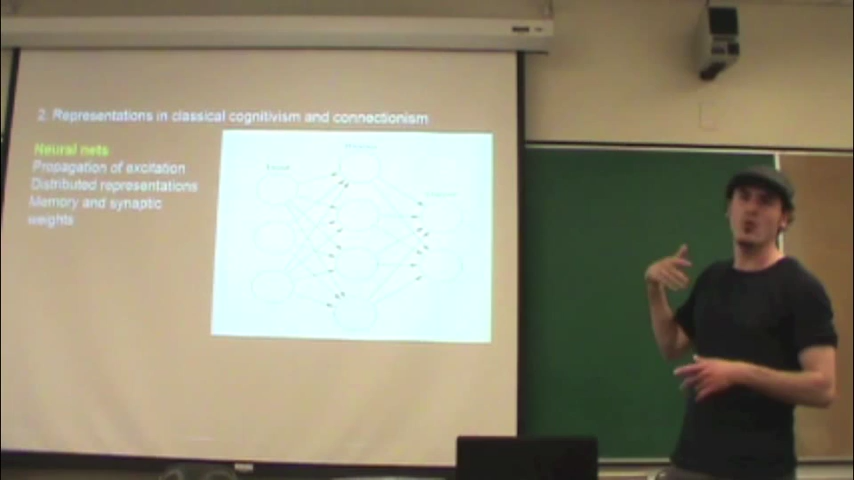 2. Representations in classical cognitivism and connectionism
Neural nets
Propagation of excitation
Distributed representations
Memory and synaptic
weights